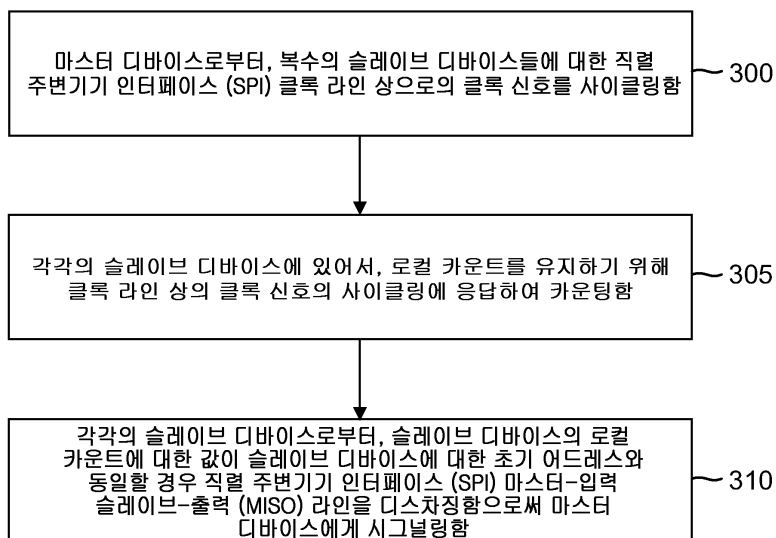 마스터 디바이스로부터, 복수의 슬레이브 디바이스들에 대한 직렬
주변기기 인터페이스 (SPI) 클록 라인 상으로의 클록 신호를 사이클링함
300
각각의 슬레이브 디바이스에 있어서, 로컬 카운트를 유지하기 위해
클록 라인 상의 클록 신호의 사이클링에 응답하여 카운팅함
305
각각의 슬레이브 디바이스로부터, 슬레이브 디바이스의 로컬
카운트에 대한 값이 슬레이브 디바이스에 대한 초기 어드레스와
동일할 경우 직렬 주변기기 인터페이스 (SPI) 마스터-입력
슬레이브-출력 (MISO) 라인을 디스차징함으로써 마스터
디바이스에게 시그널링함
310